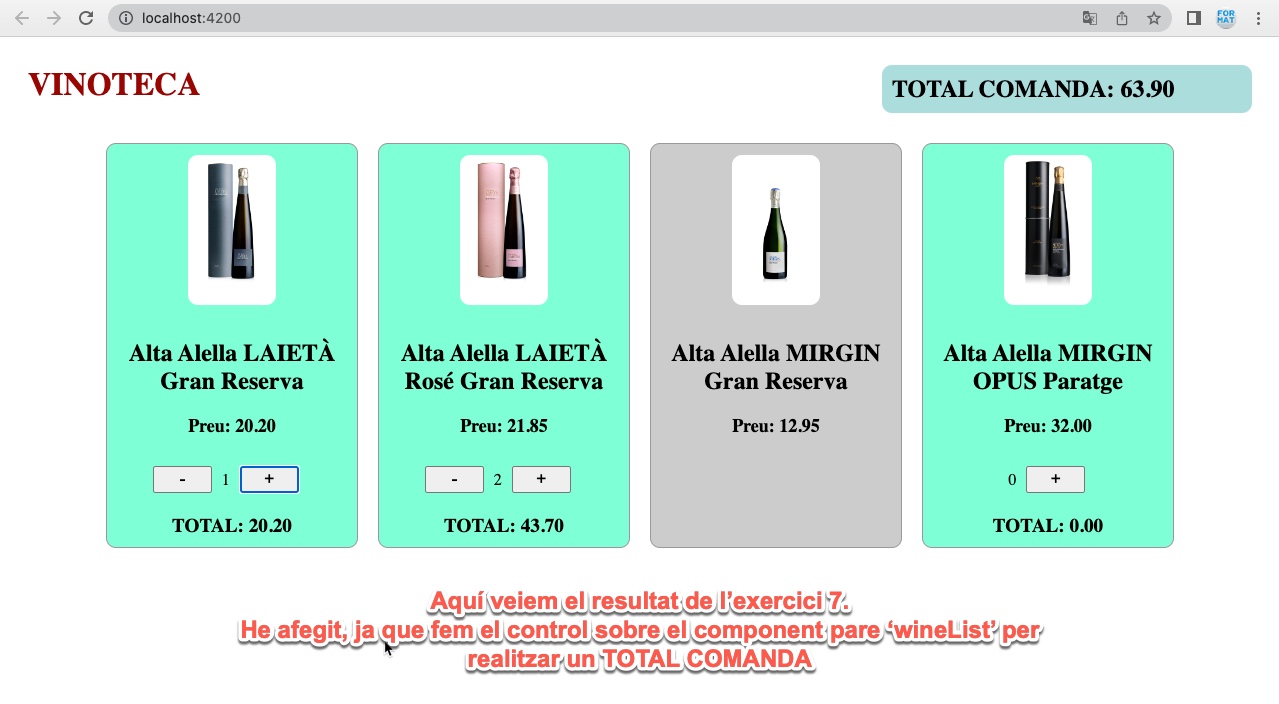 localhost:4200
FOR
MAT
VINOTECA
TOTAL COMANDA: 63.90
Alta Alella LAIETÀ
Gran Reserva
Preu: 20.20
- 1 +
TOTAL: 20.20
Alta Alella LAIETÀ
Rosé Gran Reserva
Preu: 21.85
- 2 +
TOTAL: 43.70
Alta Alella MIRGIN
Gran Reserva
Preu: 12.95
Alta Alella MIRGIN
OPUS Paratge
Preu: 32.00
0 +
TOTAL: 0.00
Aquí veiem el resultat de l’exercici 7.
He afegit, ja que fem el control sobre el component pare ‘wineList’ per
realitzar un TOTAL COMANDA